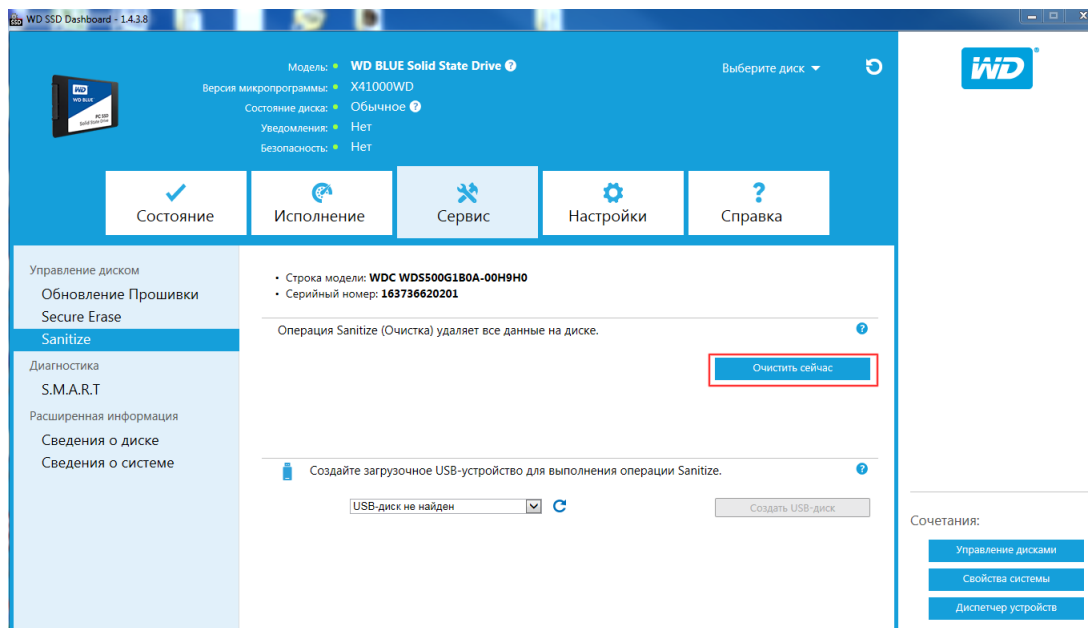 WD SSD Dashboard - 1.4.3.8
Модель: WD BLUE Solid State Drive ?
Выберите диск
Версия микропрограммы: X41000WD
Состояние диска: Обычное ?
Уведомления: Нет
Безопасность: Нет
WD
WD BLUE
WD
Состояние
Исполнение
Сервис
Настройки
? Справка
Управление диском
Обновление Прошивки
Secure Erase
Sanitize
Диагностика
S.M.A.R.T
Расширенная информация
Сведения о диске
Сведения о системе
• Строка модели: WDC WDS500G1B0A-00H9H0
• Серийный номер: 163736620201
Операция Sanitize (Очистка) удаляет все данные на диске. ?
Очистить сейчас
Создайте загрузочное USB-устройство для выполнения операции Sanitize. ?
USB-диск не найден
Создать USB-диск
Сочетания:
Управление дисками
Свойства системы
Диспетчер устройств